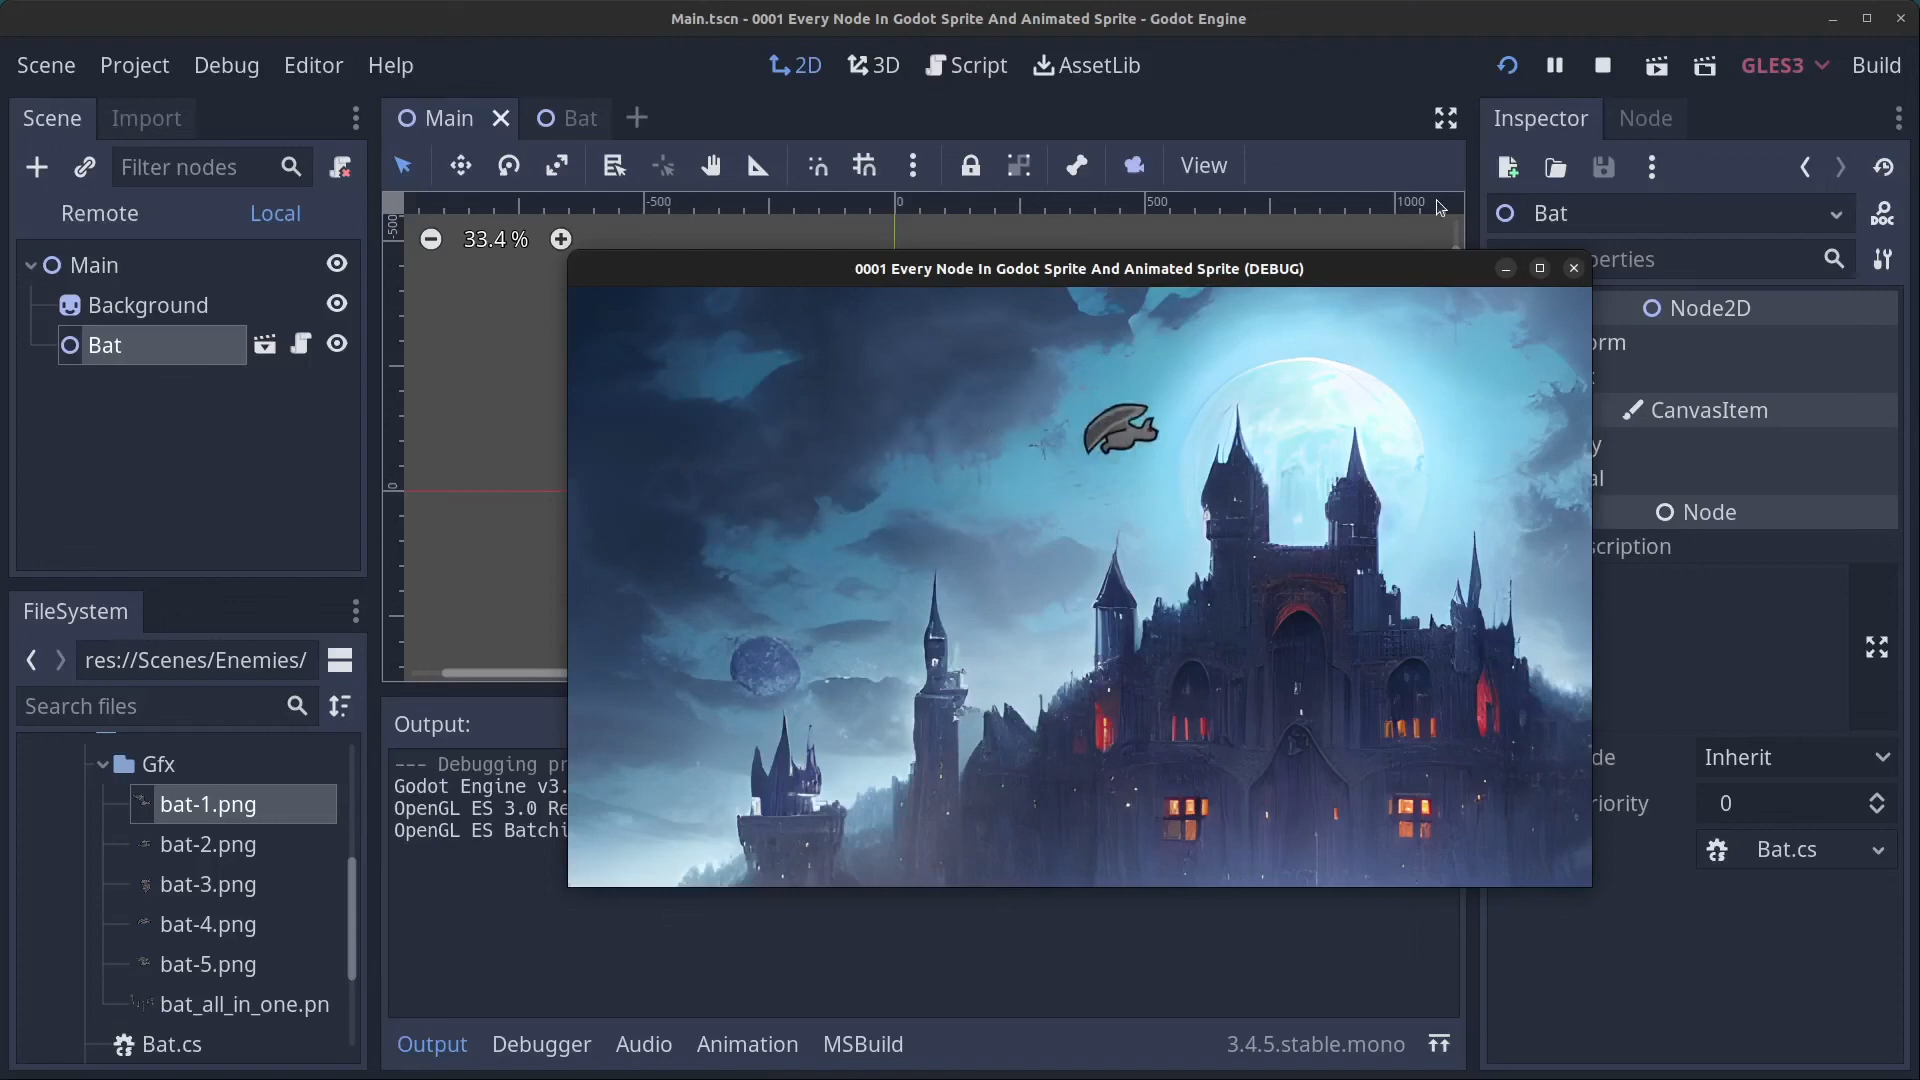 Main.tscn - 0001 Every Node In Godot Sprite And Animated Sprite - Godot Engine
Scene Project Debug Editor Help
2D 3D Script AssetLib
GLES3 Build
Scene Import
Filter nodes
Remote Local
Main
Background
Bat
FileSystem
res://Scenes/Enemies/
Search files
Gfx
bat-1.png
bat-2.png
bat-3.png
bat-4.png
bat-5.png
bat_all_in_one.pn
Bat.cs
Main Bat
View
-500 0 500 1000
-500
0
33.4 %
0001 Every Node In Godot Sprite And Animated Sprite (DEBUG)
Output:
--- Debugging pr
Godot Engine v3.
OpenGL ES 3.0 Re
OpenGL ES Batchi
Output Debugger Audio Animation MSBuild
3.4.5.stable.mono
Inspector Node
Bat
DOC
perties
Node2D
orm
CanvasItem
y
al
Node
scription
de Inherit
riority 0
Bat.cs